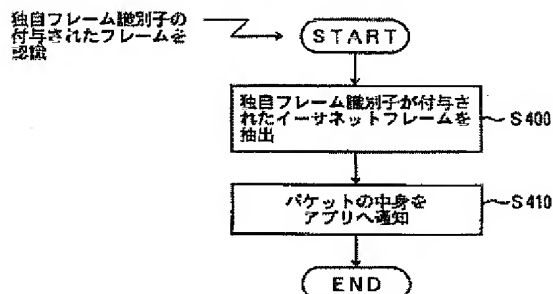 独自フレーム識別子の
付与されたフレームを
認識
START
独自フレーム識別子が付与さ
れたイーサネットフレームを
抽出
S400
パケットの中身を
アプリへ通知
S410
END